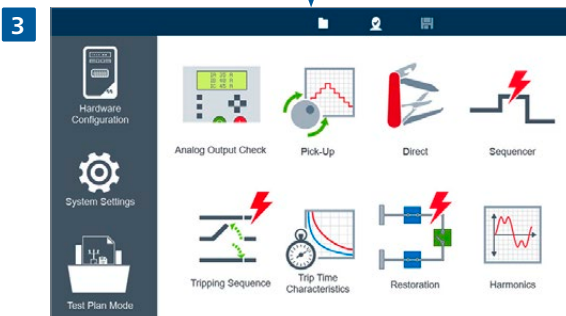 3
Hardware
Configuration
System Settings
Test Plan Mode
Analog Output Check
Pick-Up
Direct
Sequencer
Tripping Sequence
Trip Time
Characteristics
Restoration
Harmonics